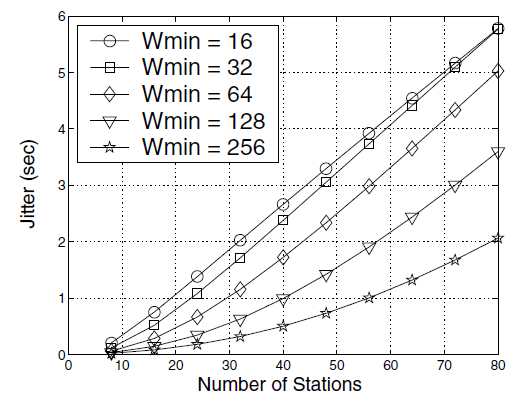 6
5
4
3
2
1
0
Jitter (sec)
Wmin = 16
Wmin = 32
Wmin = 64
Wmin = 128
Wmin = 256
0 10 20 30 40 50 60 70 80
Number of Stations